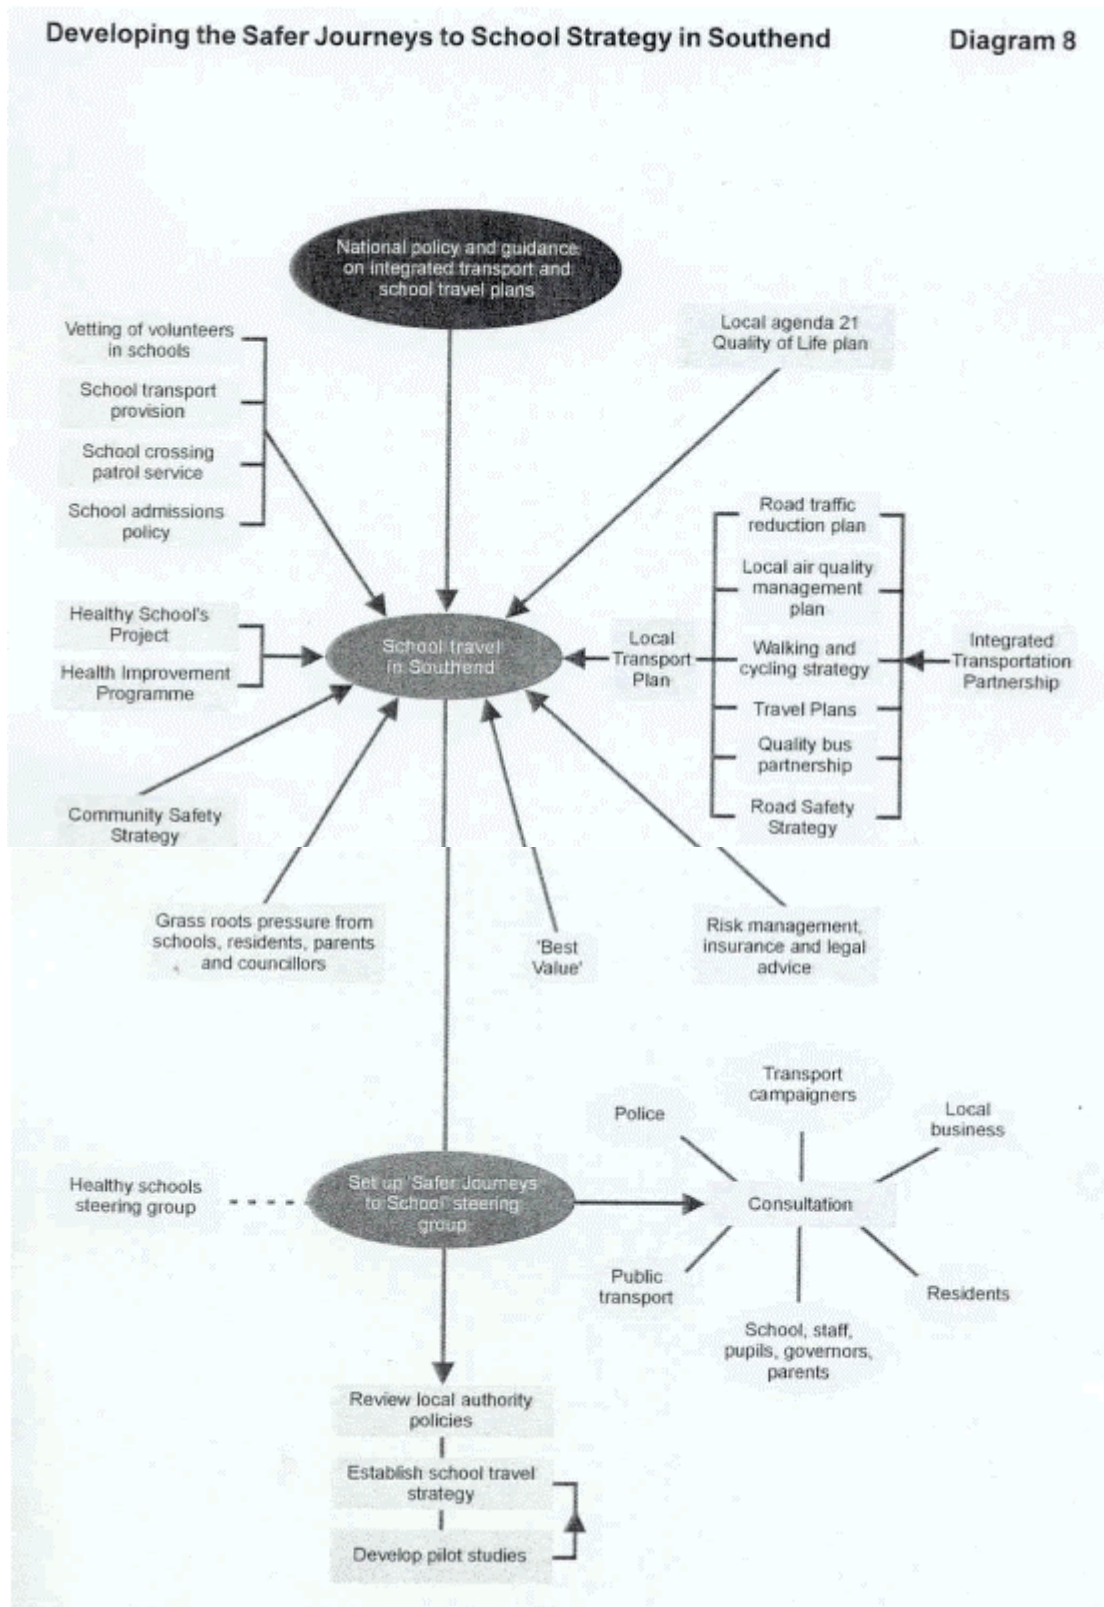 Developing the Safer Journeys to School Strategy in Southend
Diagram 8
National policy and guidance
on integrated transport and
school travel plans
Local agenda 21
Quality of Life plan
Vetting of volunteers
in schools
School transport
provision
School crossing
patrol service
School admissions
policy
Healthy School's
Project
Health Improvement
Programme
School travel
in Southend
Local
Transport
Plan
Road traffic
reduction plan
Local air quality
management
plan
Walking and
cycling strategy
Travel Plans
Quality bus
partnership
Road Safety
Strategy
Integrated
Transportation
Partnership
Community Safety
Strategy
Grass roots pressure from
schools, residents, parents
and councillors
'Best
Value'
Risk management,
insurance and legal
advice
Healthy schools
steering group
Set up 'Safer Journeys
to School' steering
group
Police
Transport
campaigners
Local
business
Consultation
Public
transport
School, staff,
pupils, governors,
parents
Residents
Review local authority
policies
Establish school travel
strategy
Develop pilot studies